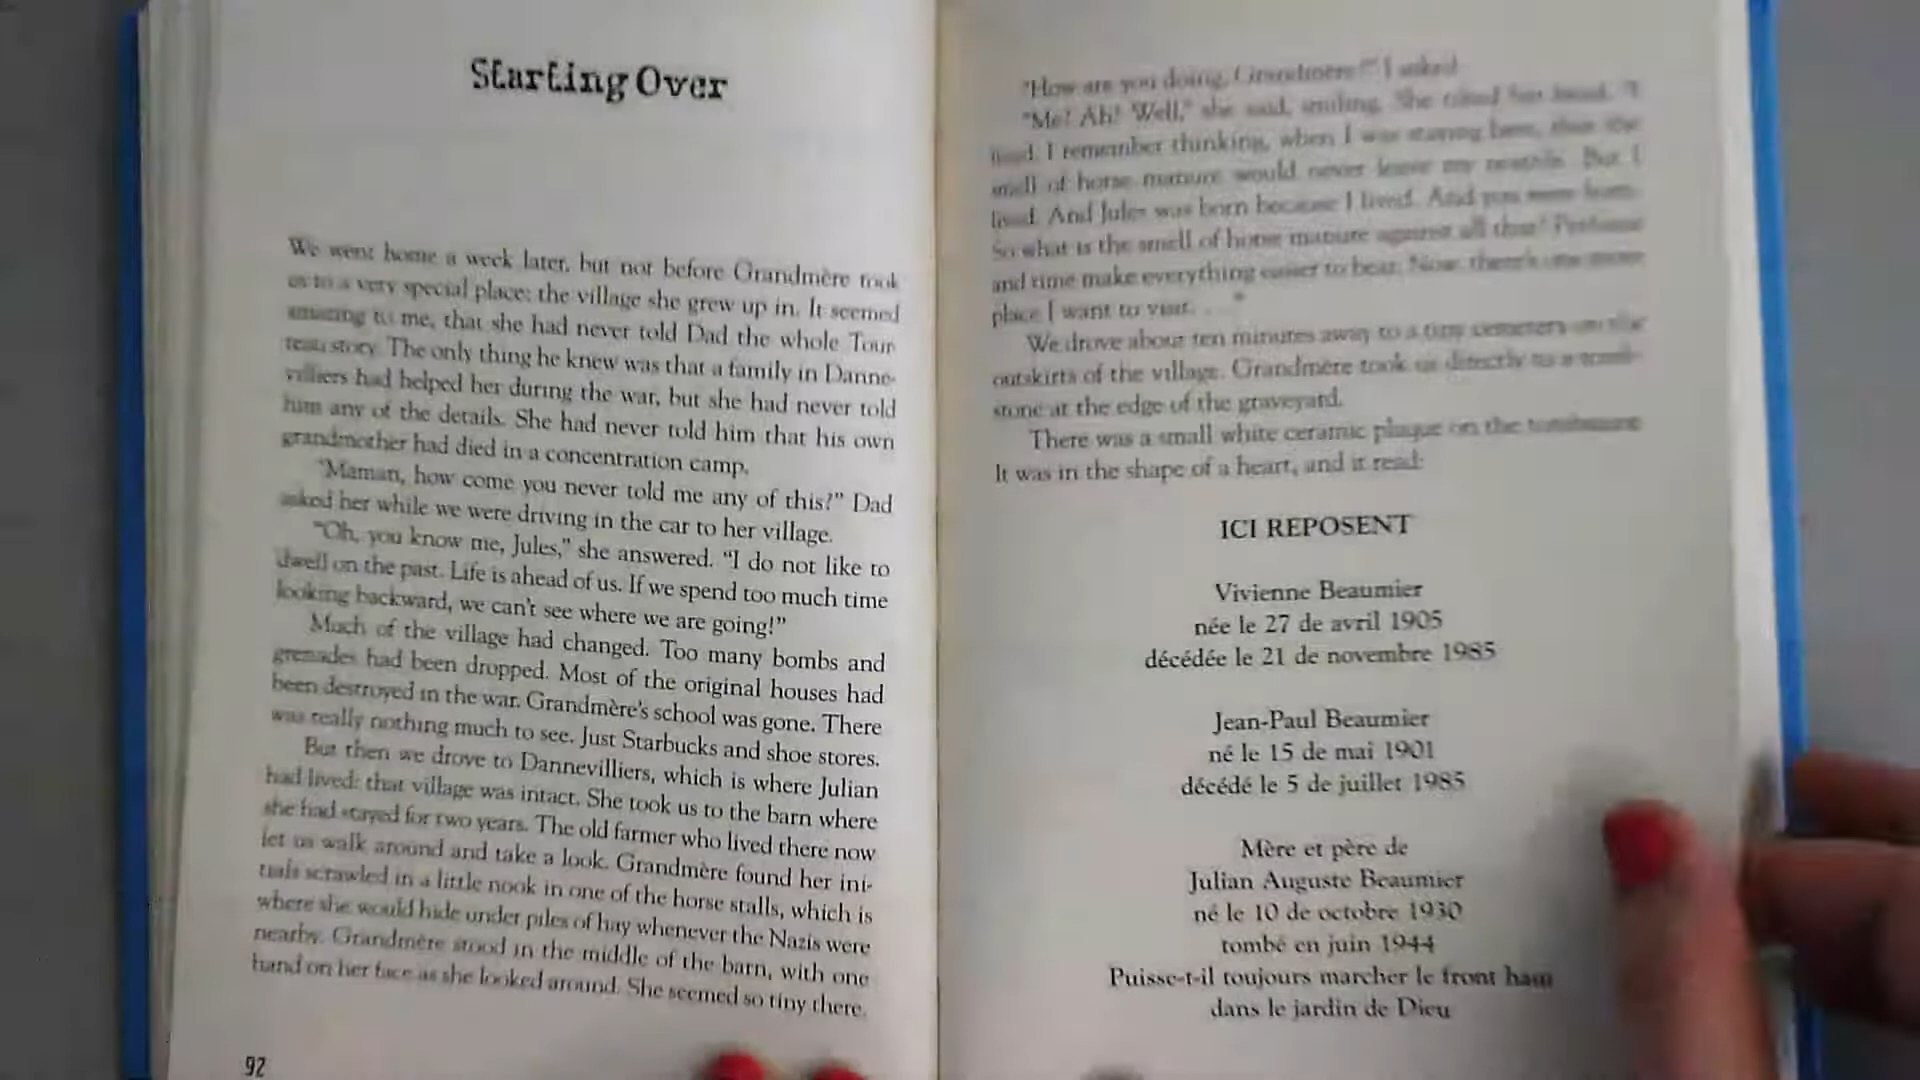 Starting Over
We went home a week later, but not before Grandmère took
us to a very special place: the village she grew up in. It seemed
amazing to me, that she had never told Dad the whole Tour
teau story. The only thing he knew was that a family in Danne-
villiers had helped her during the war, but she had never told
him any of the details. She had never told him that his own
grandmother had died in a concentration camp.
"Maman, how come you never told me any of this?" Dad
asked her while we were driving in the car to her village.
"Oh, you know me, Jules," she answered. "I do not like to
dwell on the past. Life is ahead of us. If we spend too much time
looking backward, we can't see where we are going!"
Much of the village had changed. Too many bombs and
grenades had been dropped. Most of the original houses had
been destroyed in the war. Grandmère's school was gone. There
was really nothing much to see. Just Starbucks and shoe stores.
But then we drove to Dannevilliers, which is where Julian
had lived: that village was intact. She took us to the barn where
she had stayed for two years. The old farmer who lived there now
let us walk around and take a look. Grandmère found her ini-
tials scrawled in a little nook in one of the horse stalls, which is
where she would hide under piles of hay whenever the Nazis were
nearby. Grandmère stood in the middle of the barn, with one
hand on her face as she looked around. She seemed so tiny there.
92
"How are you doing, Grandmère?" I asked.
"Me? Ah! Well," she said, smiling. She raised her head. "I
lived. I remember thinking, when I was staying here, that the
smell of horse manure would never leave my nostrils. But I
lived. And Jules was born because I lived. And you were born.
So what is the smell of horse manure against all that? Perfume
and time make everything easier to bear. Now, there's one more
place I want to visit. . . ."
We drove about ten minutes away to a tiny cemetery on the
outskirts of the village. Grandmère took us directly to a tomb-
stone at the edge of the graveyard.
There was a small white ceramic plaque on the tombstone
It was in the shape of a heart, and it read:
ICI REPOSENT
Vivienne Beaumier
née le 27 de avril 1905
décédée le 21 de novembre 1985
Jean-Paul Beaumier
né le 15 de mai 1901
décédé le 5 de juillet 1985
Mère et père de
Julian Auguste Beaumier
né le 10 de octobre 1930
tombé en juin 1944
Puisse-t-il toujours marcher le front haut
dans le jardin de Dieu